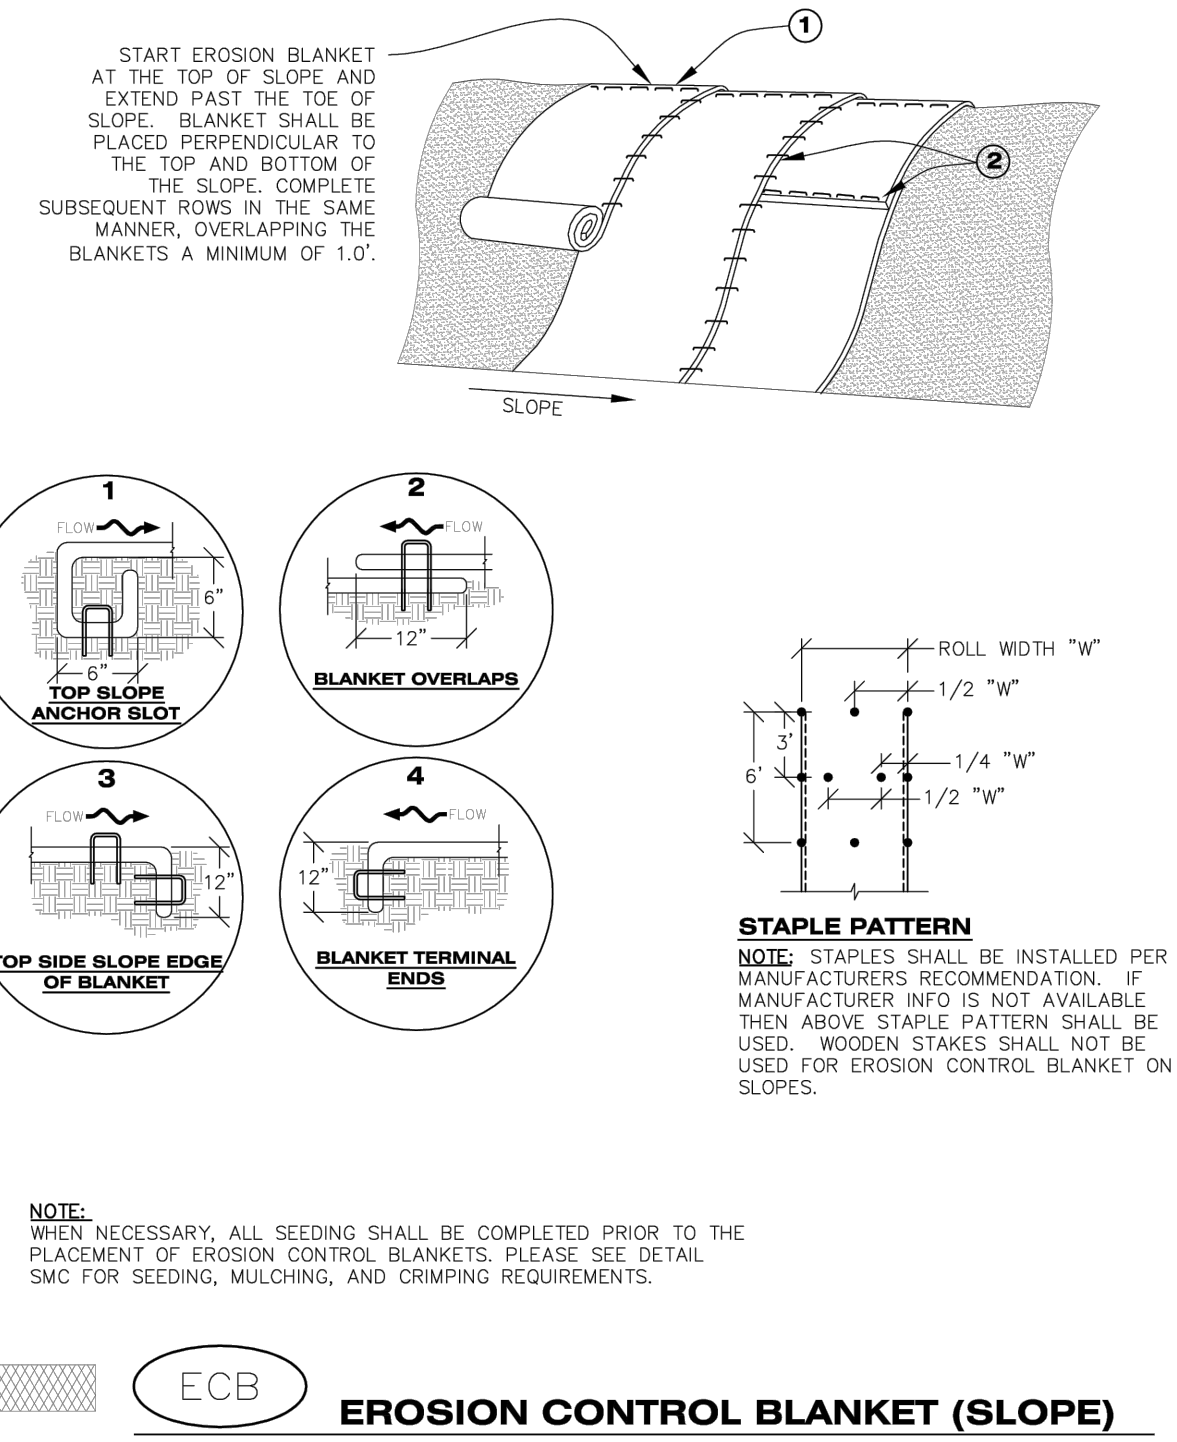 START EROSION BLANKET
AT THE TOP OF SLOPE AND
EXTEND PAST THE TOE OF
SLOPE. BLANKET SHALL BE
PLACED PERPENDICULAR TO
THE TOP AND BOTTOM OF
THE SLOPE. COMPLETE
SUBSEQUENT ROWS IN THE SAME
MANNER, OVERLAPPING THE
BLANKETS A MINIMUM OF 1.0'.
1
2
SLOPE
1
FLOW
6"
6"
TOP SLOPE
ANCHOR SLOT
2
FLOW
12"
BLANKET OVERLAPS
3
FLOW
12"
TOP SIDE SLOPE EDGE
OF BLANKET
4
FLOW
12"
BLANKET TERMINAL
ENDS
ROLL WIDTH "W"
1/2 "W"
3'
6'
1/4 "W"
1/2 "W"
STAPLE PATTERN
NOTE: STAPLES SHALL BE INSTALLED PER
MANUFACTURERS RECOMMENDATION. IF
MANUFACTURER INFO IS NOT AVAILABLE
THEN ABOVE STAPLE PATTERN SHALL BE
USED. WOODEN STAKES SHALL NOT BE
USED FOR EROSION CONTROL BLANKET ON
SLOPES.
NOTE:
WHEN NECESSARY, ALL SEEDING SHALL BE COMPLETED PRIOR TO THE
PLACEMENT OF EROSION CONTROL BLANKETS. PLEASE SEE DETAIL
SMC FOR SEEDING, MULCHING, AND CRIMPING REQUIREMENTS.
ECB
EROSION CONTROL BLANKET (SLOPE)